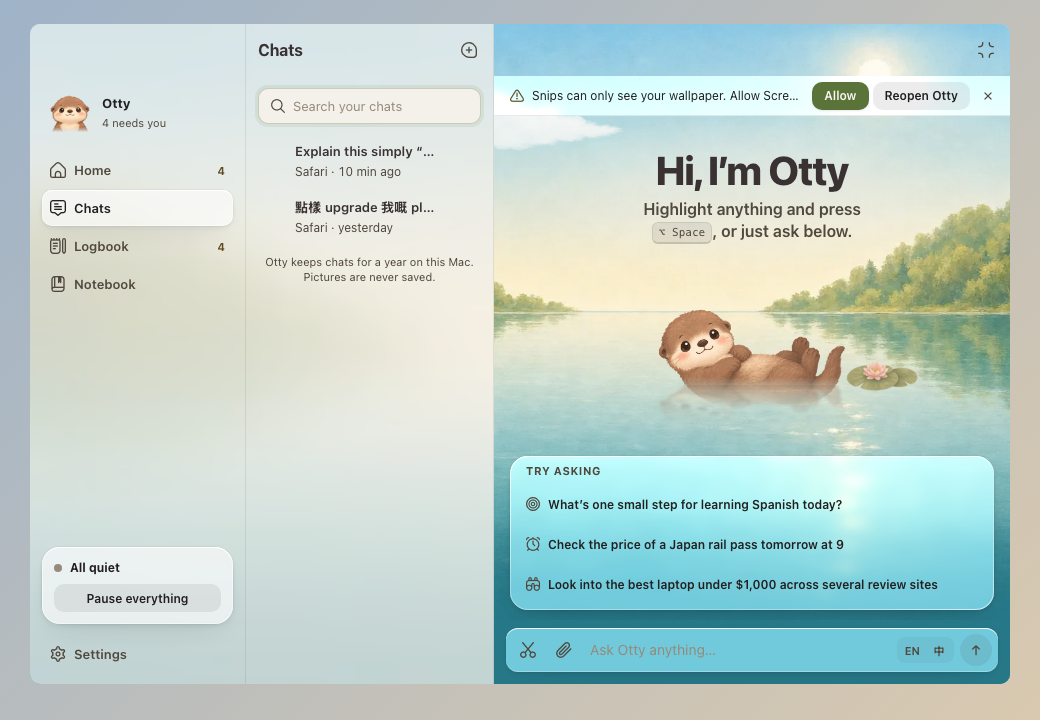 Otty
4 needs you
Home 4
Chats
Logbook 4
Notebook
All quiet
Pause everything
Settings
Chats
Search your chats
Explain this simply “...
Safari · 10 min ago
點樣 upgrade 我嘅 pl...
Safari · yesterday
Otty keeps chats for a year on this Mac.
Pictures are never saved.
Snips can only see your wallpaper. Allow Scre... Allow Reopen Otty
Hi, I’m Otty
Highlight anything and press
⌥ Space, or just ask below.
TRY ASKING
What’s one small step for learning Spanish today?
Check the price of a Japan rail pass tomorrow at 9
Look into the best laptop under $1,000 across several review sites
Ask Otty anything... EN 中